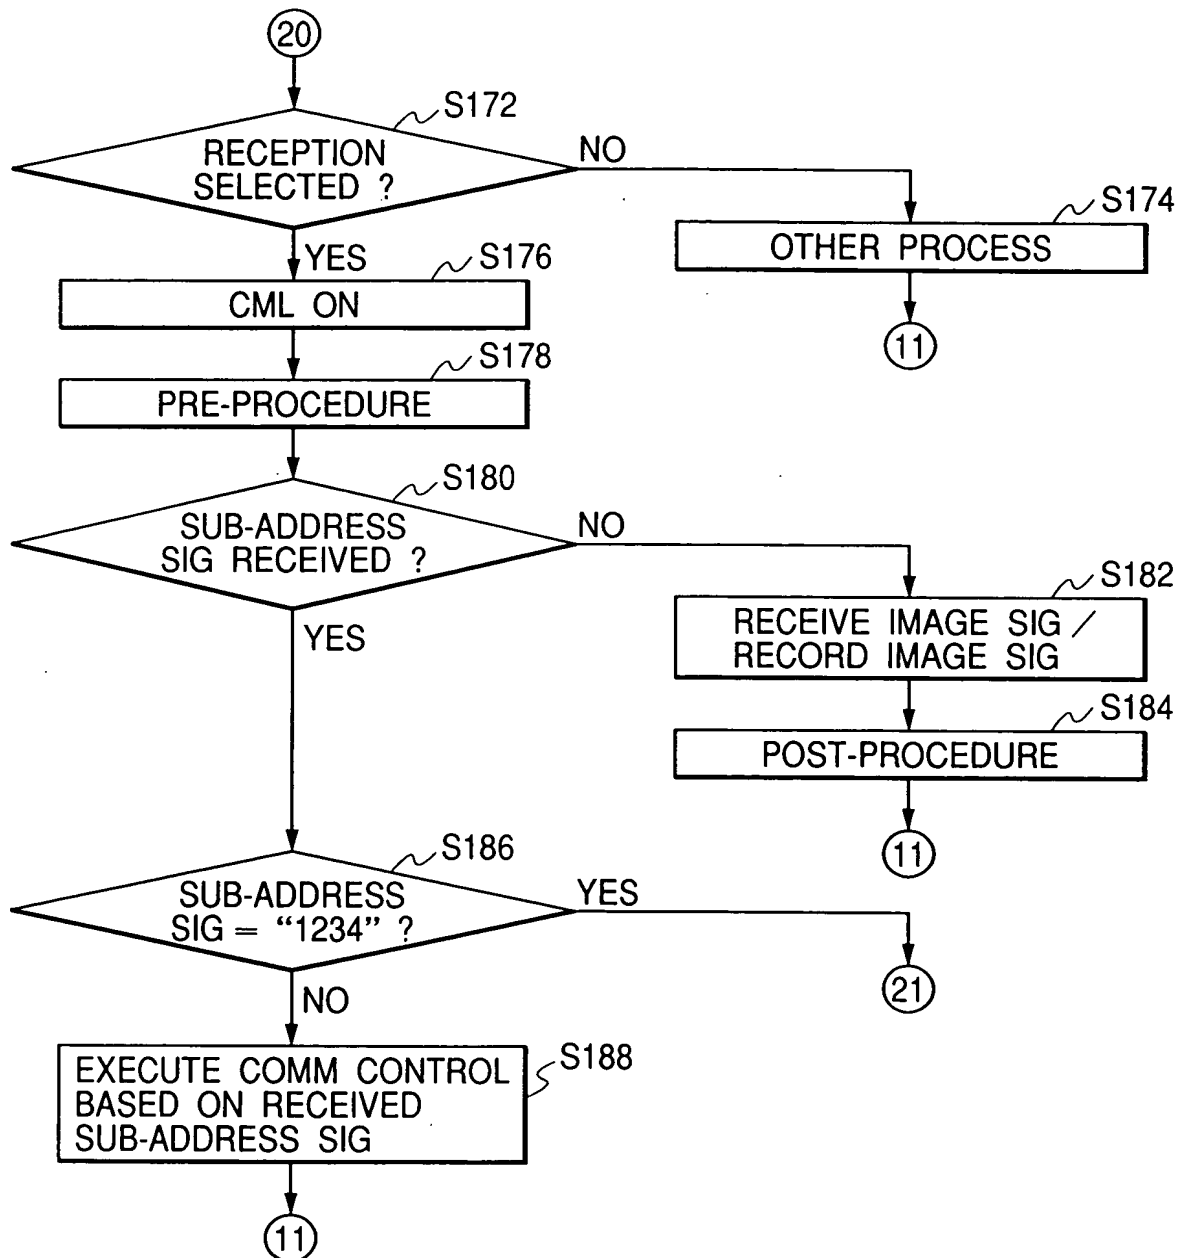 20
S172
RECEPTION
SELECTED ?
NO
S174
OTHER PROCESS
11
YES
S176
CML ON
S178
PRE-PROCEDURE
S180
SUB-ADDRESS
SIG RECEIVED ?
NO
S182
RECEIVE IMAGE SIG /
RECORD IMAGE SIG
S184
POST-PROCEDURE
11
YES
S186
SUB-ADDRESS
SIG = “1234” ?
YES
21
NO
S188
EXECUTE COMM CONTROL
BASED ON RECEIVED
SUB-ADDRESS SIG
11